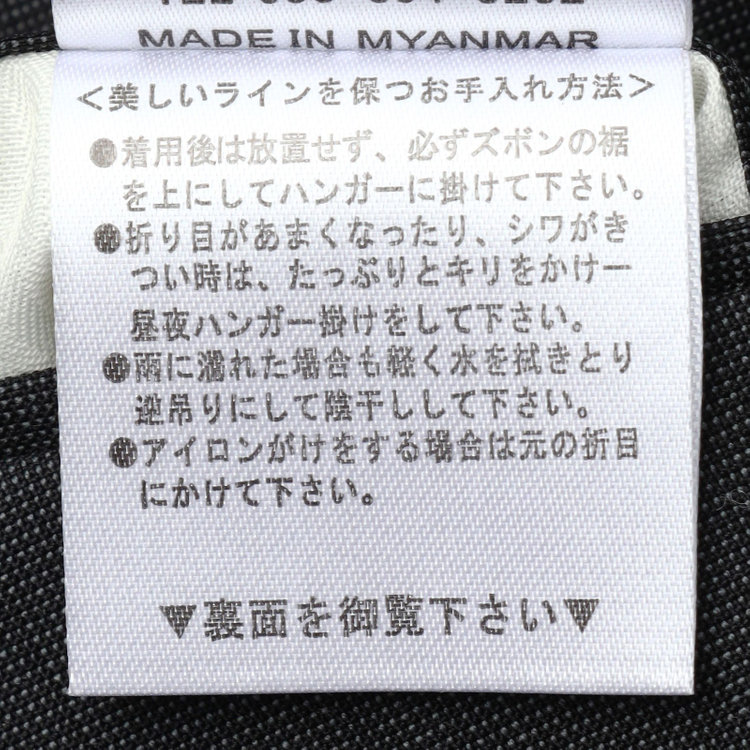 MADE IN MYANMAR
<美しいラインを保つお手入れ方法>
●着用後は放置せず、必ずズボンの裾
を上にしてハンガーに掛けて下さい。
●折り目があまくなったり、シワがき
つい時は、たっぷりとキリをかけ一
昼夜ハンガー掛けをして下さい。
●雨に濡れた場合も軽く水を拭きとり
逆吊りにして陰干しして下さい。
●アイロンがけをする場合は元の折目
にかけて下さい。
▼裏面を御覧下さい▼